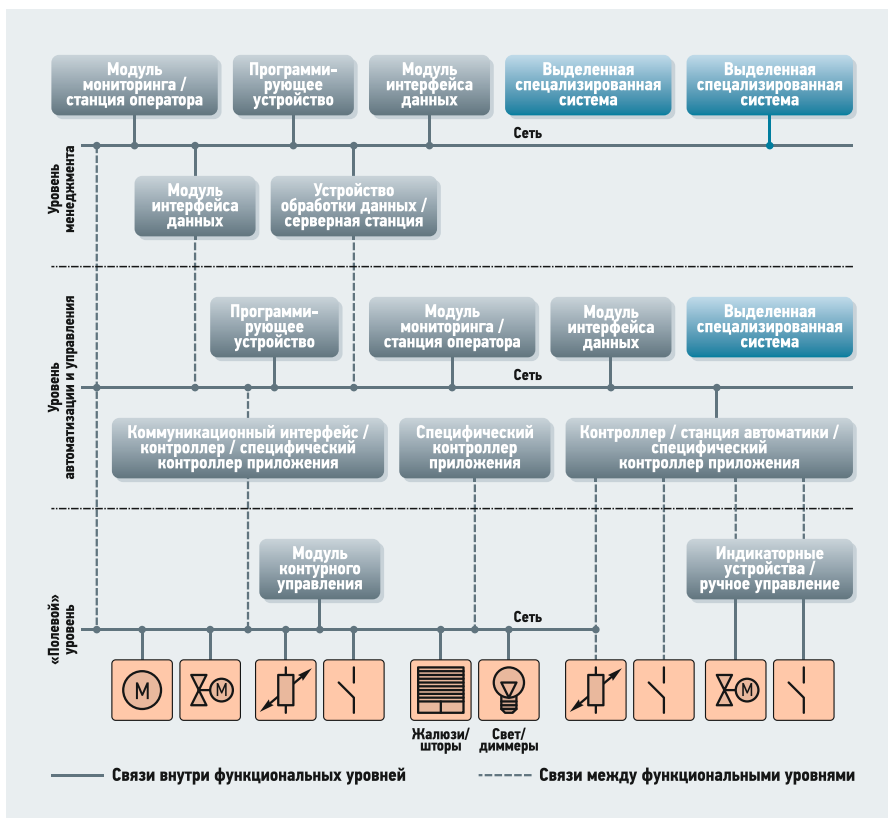 Модуль
мониторинга /
станция оператора
Программи-
рующее
устройство
Модуль
интерфейса
данных
Выделенная
спецализированная
система
Выделенная
спецализированная
система
Сеть
Уровень
менеджмента
Модуль
интерфейса
данных
Устройство
обработки данных /
серверная станция
Программи-
рующее
устройство
Модуль
мониторинга /
станция оператора
Модуль
интерфейса
данных
Выделенная
спецализированная
система
Сеть
Уровень
автоматизации и управления
Коммуникационный интерфейс /
контроллер / специфический
контроллер приложения
Специфический
контроллер
приложения
Контроллер / станция автоматики /
специфический
контроллер приложения
Модуль
контурного
управления
Индикаторные
устройства /
ручное управление
Сеть
«Полевой»
уровень
M
M
M
Жалюзи/
шторы
Свет/
диммеры
Связи внутри функциональных уровней
Связи между функциональными уровнями